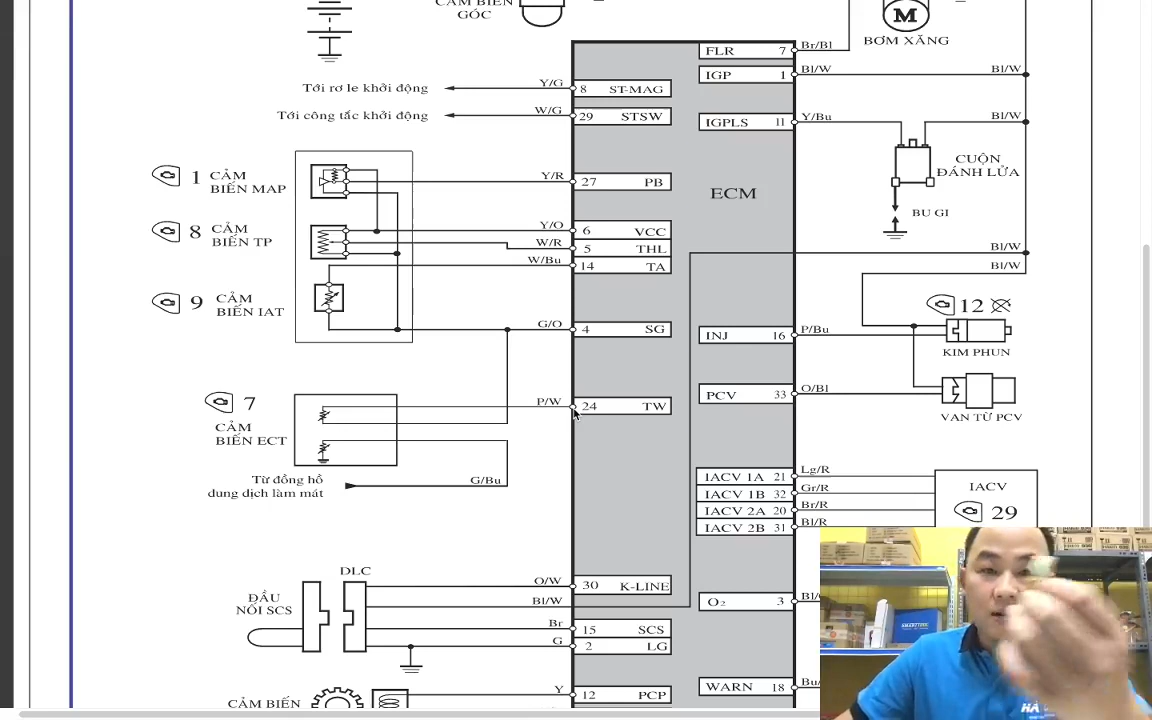 CẢM BIẾN
GÓC
BƠM XĂNG
M
Tới rơ le khởi động
Y/G
8 ST-MAG
Tới công tắc khởi động
W/G
29 STSW
FLR 7
Br/Bl
IGP 1
Bl/W
Bl/W
IGPLS 11
Y/Bu
Bl/W
1 CẢM
BIẾN MAP
Y/R
27 PB
ECM
CUỘN
ĐÁNH LỬA
BU GI
8 CẢM
BIẾN TP
Y/O
6 VCC
W/R
5 THL
W/Bu
14 TA
Bl/W
Bl/W
9 CẢM
BIẾN IAT
G/O
4 SG
12
INJ 16
P/Bu
KIM PHUN
7
CẢM
BIẾN ECT
P/W
24 TW
PCV 33
O/Bl
VAN TỪ PCV
Từ đồng hồ
dung dịch làm mát
G/Bu
IACV 1A 21
Lg/R
IACV 1B 32
Gr/R
IACV 2A 20
Br/R
IACV 2B 31
Bl/R
IACV
29
DLC
ĐẦU
NỐI SCS
O/W
30 K-LINE
Bl/W
Br
15 SCS
G
2 LG
O2 3
CẢM BIẾN
Y
12 PCP
WARN 18